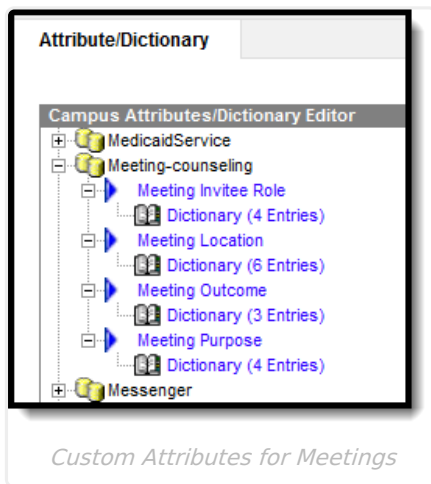 Attribute/Dictionary
Campus Attributes/Dictionary Editor
MedicaidService
Meeting-counseling
Meeting Invitee Role
Dictionary (4 Entries)
Meeting Location
Dictionary (6 Entries)
Meeting Outcome
Dictionary (3 Entries)
Meeting Purpose
Dictionary (4 Entries)
Messenger
Custom Attributes for Meetings